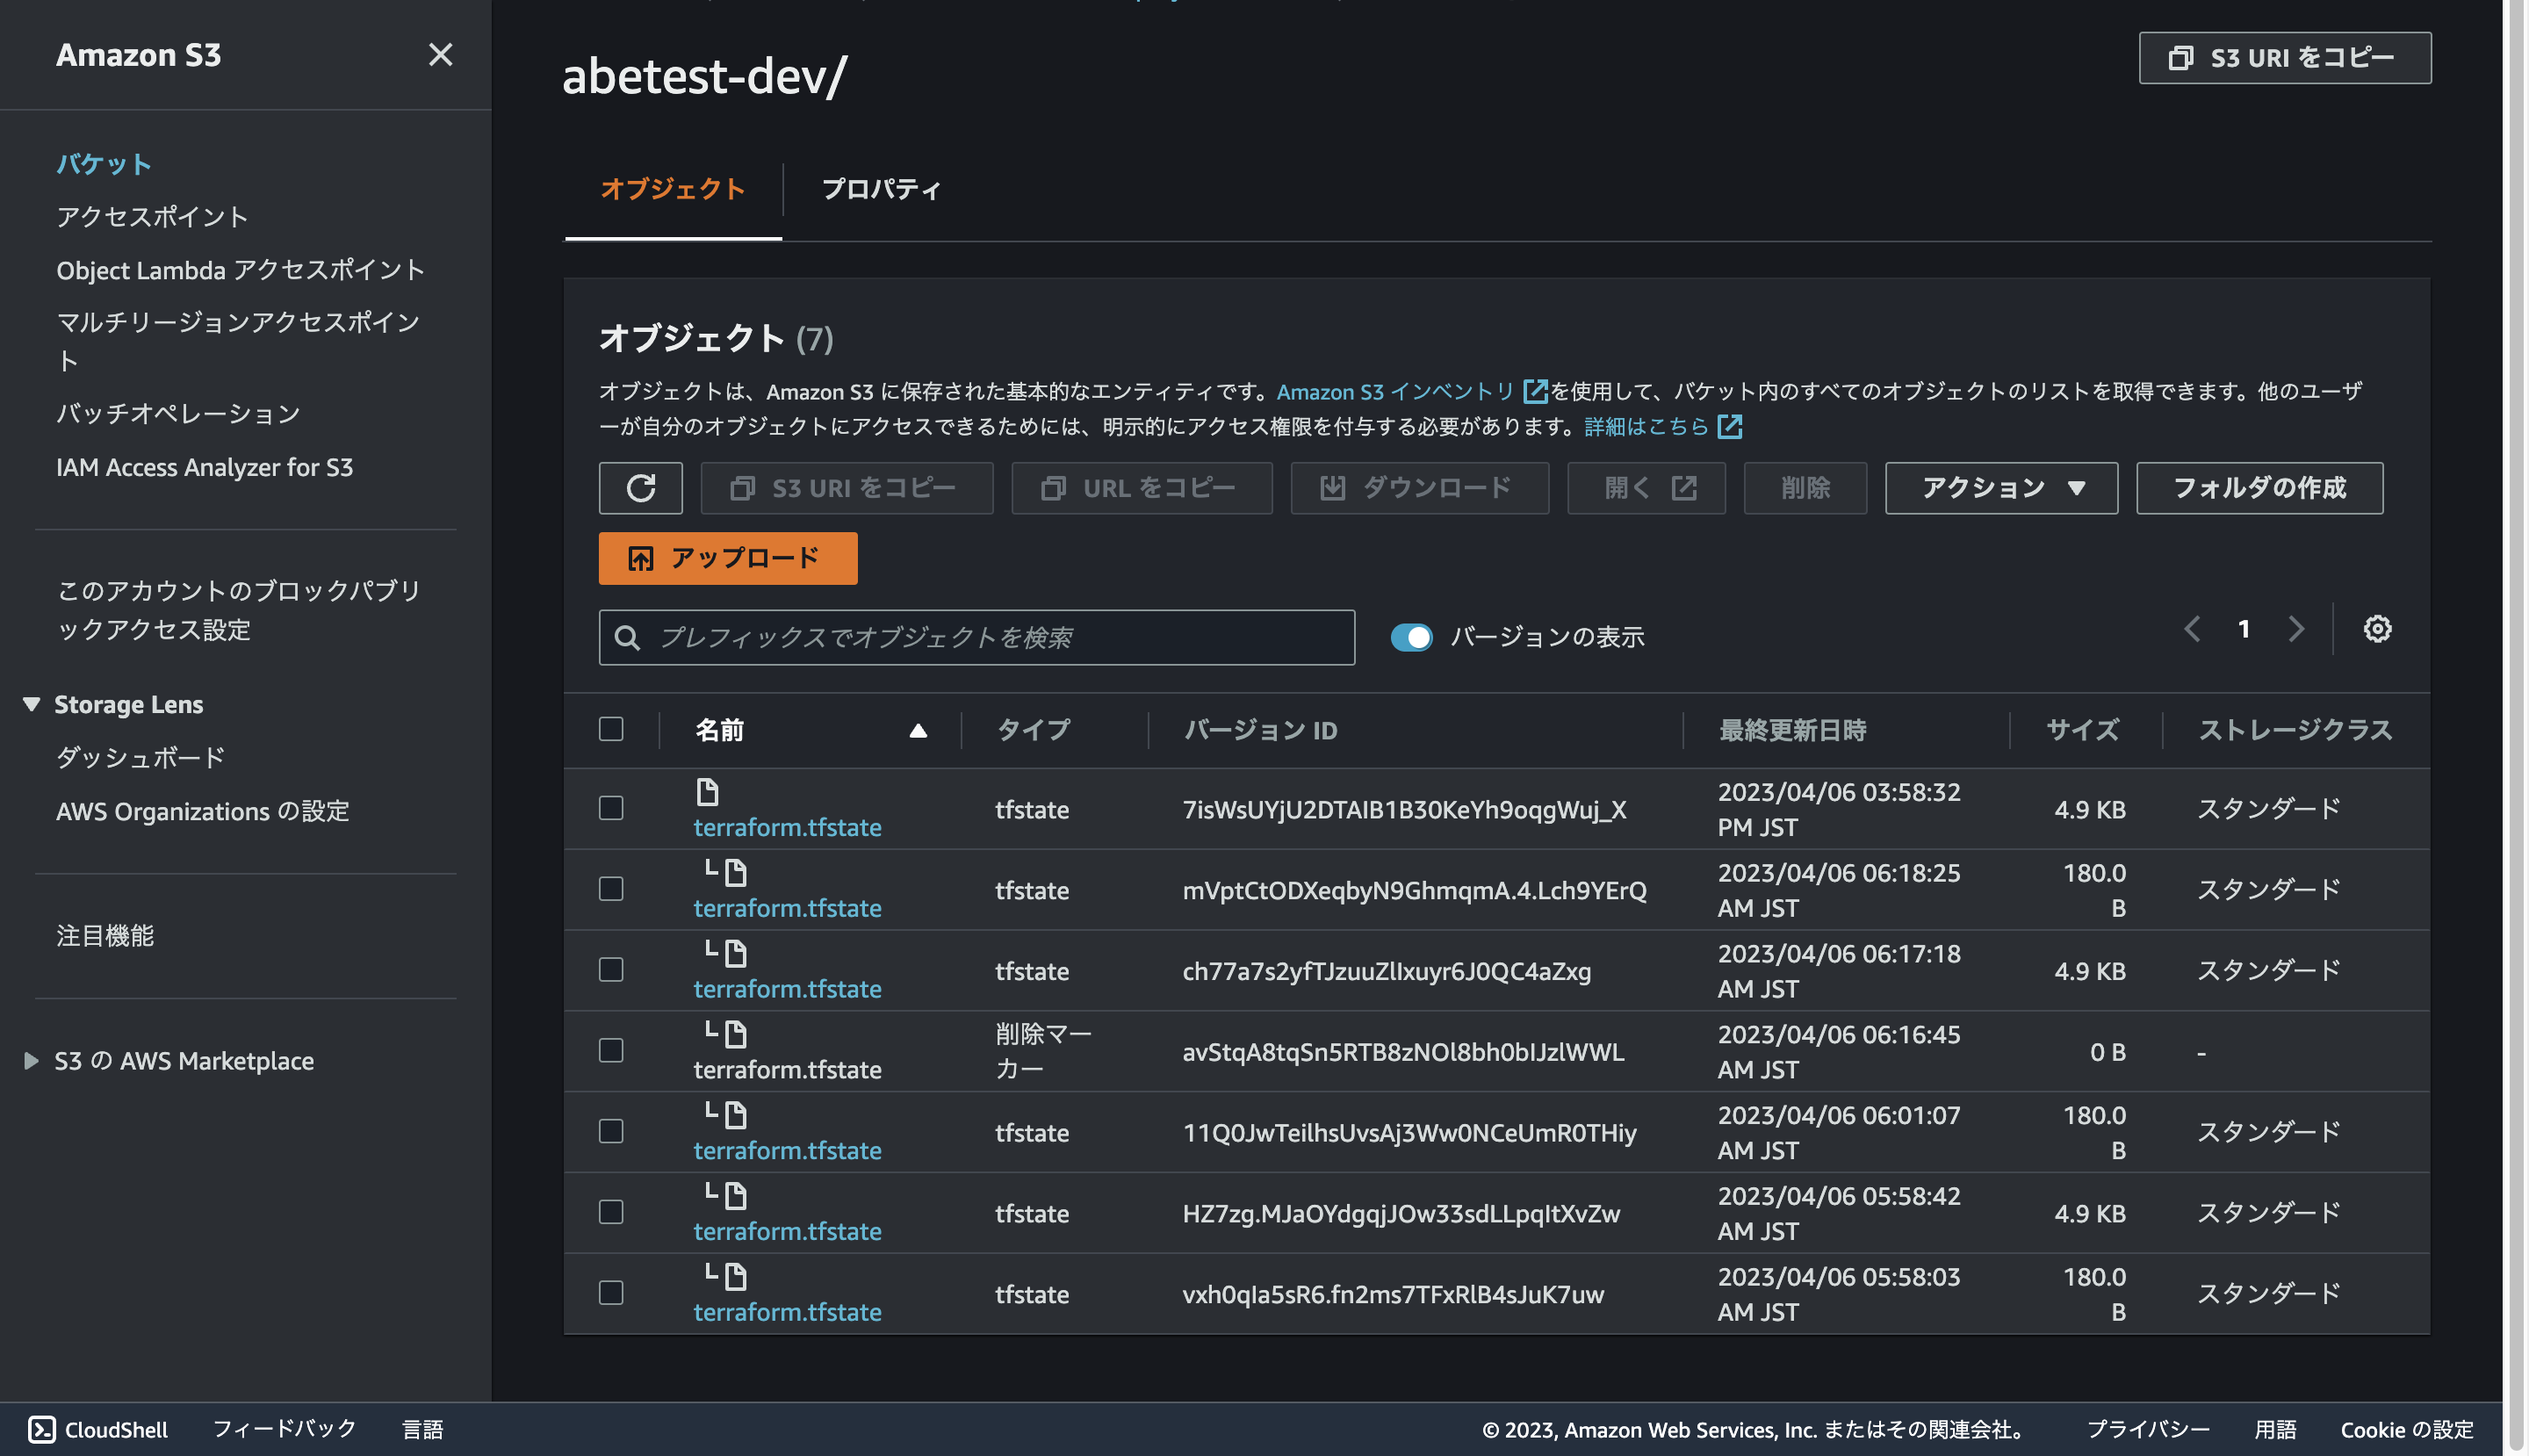 Amazon S3
バケット
アクセスポイント
Object Lambda アクセスポイント
マルチリージョンアクセスポイン
ト
バッチオペレーション
IAM Access Analyzer for S3
このアカウントのブロックパブリ
ックアクセス設定
Storage Lens
ダッシュボード
AWS Organizations の設定
注目機能
S3 の AWS Marketplace
abetest-dev/
S3 URI をコピー
オブジェクト
プロパティ
オブジェクト (7)
オブジェクトは、Amazon S3 に保存された基本的なエンティティです。Amazon S3 インベントリ を使用して、バケット内のすべてのオブジェクトのリストを取得できます。他のユーザ
ーが自分のオブジェクトにアクセスできるためには、明示的にアクセス権限を付与する必要があります。詳細はこちら
S3 URI をコピー URL をコピー ダウンロード 開く 削除 アクション フォルダの作成
アップロード
プレフィックスでオブジェクトを検索 バージョンの表示 1
名前 タイプ バージョン ID 最終更新日時 サイズ ストレージクラス
terraform.tfstate tfstate 7isWsUYjU2DTAIB1B30KeYh9oqgWuj_X 2023/04/06 03:58:32 4.9 KB スタンダード
PM JST
terraform.tfstate tfstate mVptCtODXeqbyN9GhmqmA.4.Lch9YErQ 2023/04/06 06:18:25 180.0 スタンダード
AM JST B
terraform.tfstate tfstate ch77a7s2yfTJzuuZlIxuyr6J0QC4aZxg 2023/04/06 06:17:18 4.9 KB スタンダード
AM JST
terraform.tfstate 削除マー avStqA8tqSn5RTB8zNOl8bh0bIJzlWWL 2023/04/06 06:16:45 0 B -
カー AM JST
terraform.tfstate tfstate 11Q0JwTeilhsUvsAj3Ww0NCeUmR0THiy 2023/04/06 06:01:07 180.0 スタンダード
AM JST B
terraform.tfstate tfstate HZ7zg.MJaOYdgqjJOw33sdLLpqItXvZw 2023/04/06 05:58:42 4.9 KB スタンダード
AM JST
terraform.tfstate tfstate vxh0qIa5sR6.fn2ms7TFxRlB4sJuK7uw 2023/04/06 05:58:03 180.0 スタンダード
AM JST B
CloudShell フィードバック 言語 © 2023, Amazon Web Services, Inc. またはその関連会社。 プライバシー 用語 Cookie の設定